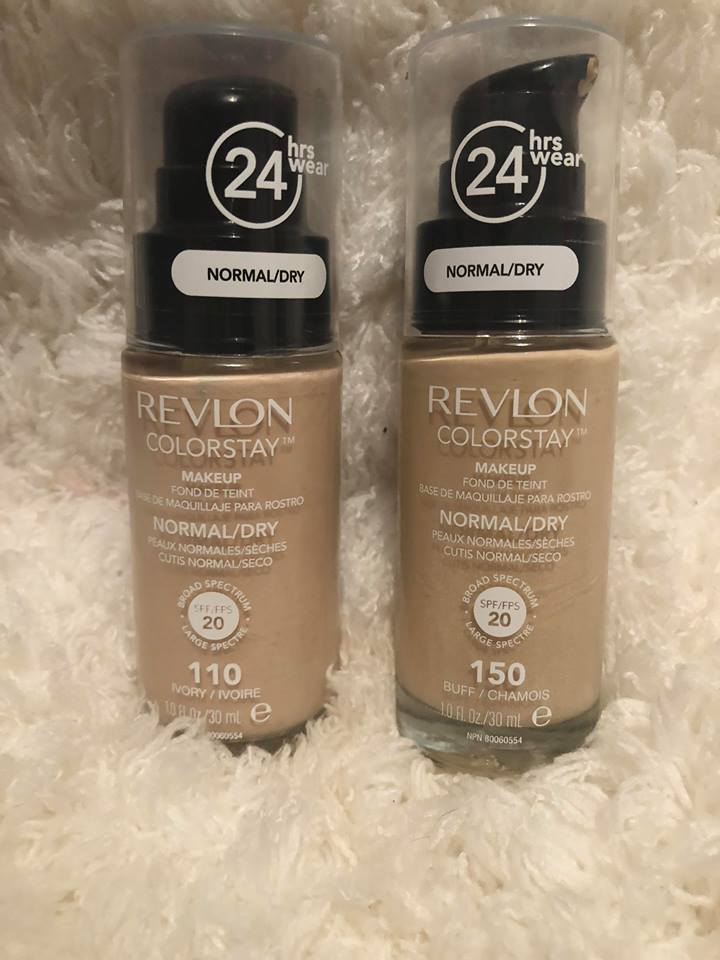 24 hrs
wear
NORMAL/DRY
REVLON
COLORSTAY™
MAKEUP
FOND DE TEINT
BASE DE MAQUILLAJE PARA ROSTRO
NORMAL/DRY
PEAUX NORMALES/SÈCHES
CUTIS NORMAL/SECO
BROAD SPECTRUM
SPF/FPS
20
LARGE SPECTRE
110
IVORY / IVOIRE
1.0 Fl. Oz./30 mL e
80060554
24 hrs
wear
NORMAL/DRY
REVLON
COLORSTAY™
MAKEUP
FOND DE TEINT
BASE DE MAQUILLAJE PARA ROSTRO
NORMAL/DRY
PEAUX NORMALES/SÈCHES
CUTIS NORMAL/SECO
BROAD SPECTRUM
SPF/FPS
20
LARGE SPECTRE
150
BUFF / CHAMOIS
1.0 Fl. Oz./30 mL e
NPN 80060554